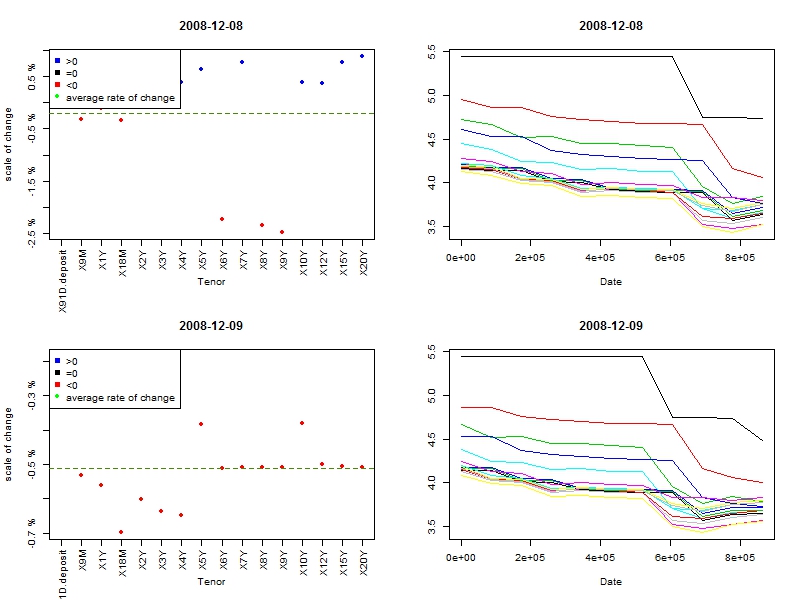 2008-12-08
scale of change
0.5 %
-0.5 %
-1.5 %
-2.5 %
>0
=0
<0
average rate of change
X91D.deposit
X9M
X1Y
X18M
X2Y
X3Y
X4Y
X5Y
X6Y
X7Y
X8Y
X9Y
X10Y
X12Y
X15Y
X20Y
Tenor
2008-12-08
5.5
5.0
4.5
4.0
3.5
0e+00
2e+05
4e+05
6e+05
8e+05
Date
2008-12-09
scale of change
-0.3 %
-0.5 %
-0.7 %
>0
=0
<0
average rate of change
1D.deposit
X9M
X1Y
X18M
X2Y
X3Y
X4Y
X5Y
X6Y
X7Y
X8Y
X9Y
X10Y
X12Y
X15Y
X20Y
Tenor
2008-12-09
5.5
5.0
4.5
4.0
3.5
0e+00
2e+05
4e+05
6e+05
8e+05
Date